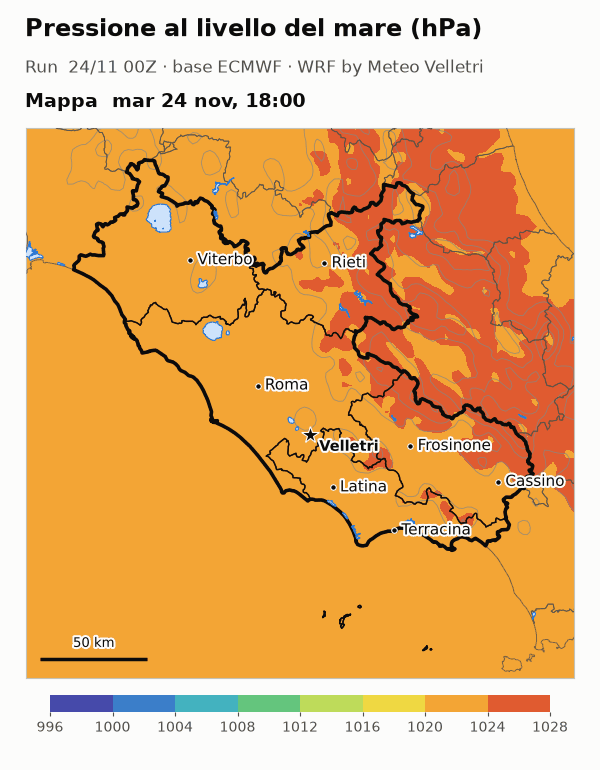 Pressione al livello del mare (hPa)
Run  24/11 00Z · base ECMWF · WRF by Meteo Velletri
Mappa  mar 24 nov, 18:00
Viterbo
Rieti
Roma
Velletri
Frosinone
Latina
Cassino
Terracina
50 km
996 1000 1004 1008 1012 1016 1020 1024 1028